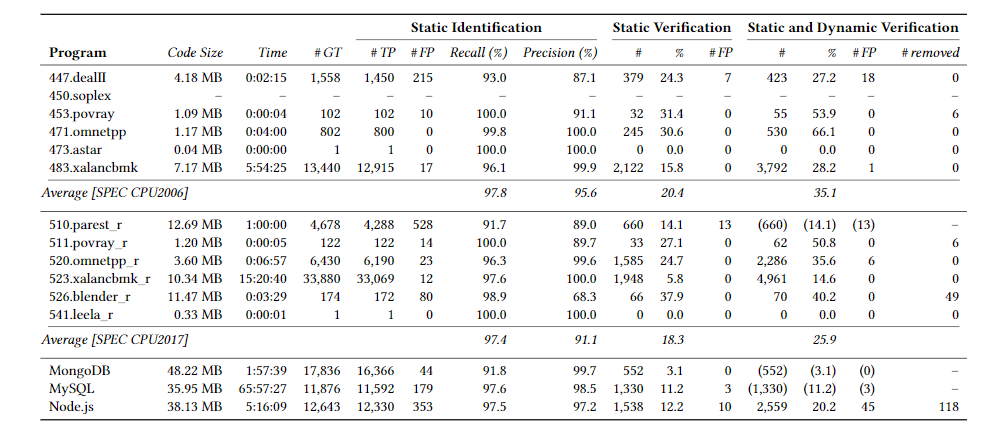 Static Identification Static Verification Static and Dynamic Verification
Program Code Size Time # GT # TP # FP Recall (%) Precision (%) # % # FP # % # FP # removed
447.dealII 4.18 MB 0:02:15 1,558 1,450 215 93.0 87.1 379 24.3 7 423 27.2 18 0
450.soplex – – – – – – – – – – – – – –
453.povray 1.09 MB 0:00:04 102 102 10 100.0 91.1 32 31.4 0 55 53.9 0 6
471.omnetpp 1.17 MB 0:04:00 802 800 0 99.8 100.0 245 30.6 0 530 66.1 0 0
473.astar 0.04 MB 0:00:00 1 1 0 100.0 100.0 0 0.0 0 0 0.0 0 0
483.xalancbmk 7.17 MB 5:54:25 13,440 12,915 17 96.1 99.9 2,122 15.8 0 3,792 28.2 1 0
Average [SPEC CPU2006] 97.8 95.6 20.4 35.1
510.parest_r 12.69 MB 1:00:00 4,678 4,288 528 91.7 89.0 660 14.1 13 (660) (14.1) (13) –
511.povray_r 1.20 MB 0:00:05 122 122 14 100.0 89.7 33 27.1 0 62 50.8 0 6
520.omnetpp_r 3.60 MB 0:06:57 6,430 6,190 23 96.3 99.6 1,585 24.7 0 2,286 35.6 6 0
523.xalancbmk_r 10.34 MB 15:20:40 33,880 33,069 12 97.6 100.0 1,948 5.8 0 4,961 14.6 0 0
526.blender_r 11.47 MB 0:03:29 174 172 80 98.9 68.3 66 37.9 0 70 40.2 0 49
541.leela_r 0.33 MB 0:00:01 1 1 0 100.0 100.0 0 0.0 0 0 0.0 0 0
Average [SPEC CPU2017] 97.4 91.1 18.3 25.9
MongoDB 48.22 MB 1:57:39 17,836 16,366 44 91.8 99.7 552 3.1 0 (552) (3.1) (0) –
MySQL 35.95 MB 65:57:27 11,876 11,592 179 97.6 98.5 1,330 11.2 3 (1,330) (11.2) (3) –
Node.js 38.13 MB 5:16:09 12,643 12,330 353 97.5 97.2 1,538 12.2 10 2,559 20.2 45 118